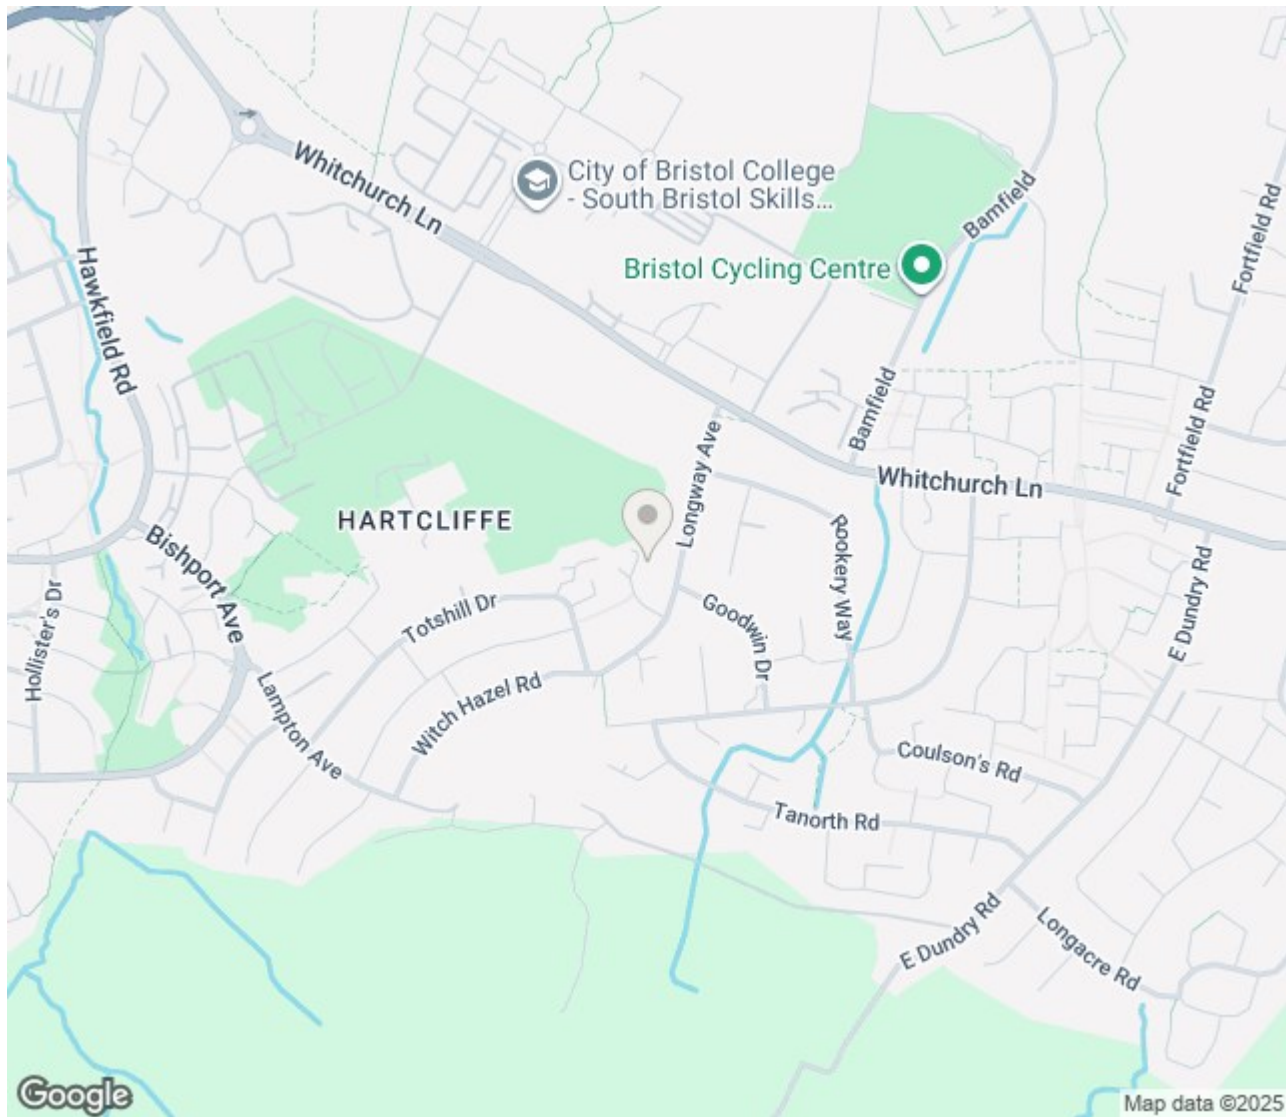 Whitchurch Ln
City of Bristol College
- South Bristol Skills...
Bamfield
Bristol Cycling Centre
Fortfield Rd
Hawkfield Rd
Bamfield
Longway Ave
Fortfield Rd
Whitchurch Ln
HARTCLIFFE
Rookery Way
Bishport Ave
E Dundry Rd
Hollister's Dr
Totshill Dr
Goodwin Dr
Witch Hazel Rd
Lampton Ave
Coulson's Rd
Tanorth Rd
E Dundry Rd
Longacre Rd
Google
Map data ©2025